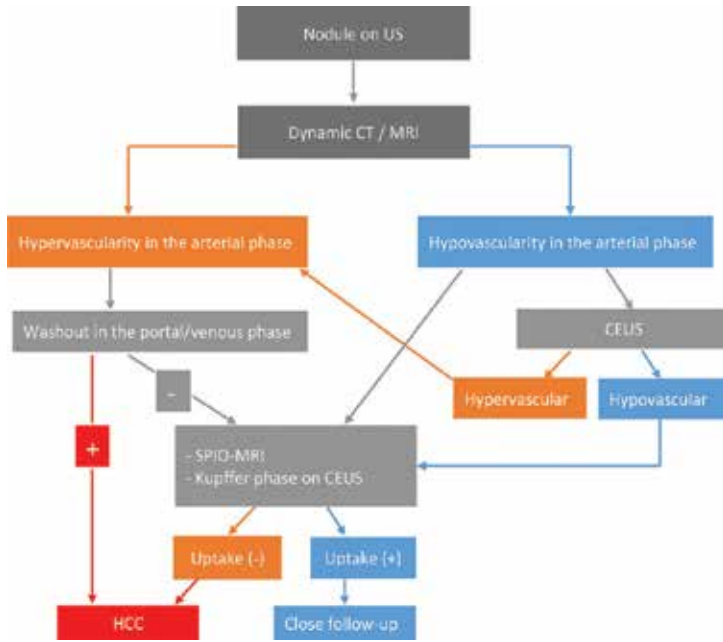 Nodule on US
Dynamic CT / MRI
Hypervascularity in the arterial phase
Hypovascularity in the arterial phase
Washout in the portal/venous phase
CEUS
-
Hypervascular
Hypovascular
+
- SPIO-MRI
- Kupffer phase on CEUS
Uptake (-)
Uptake (+)
HCC
Close follow-up